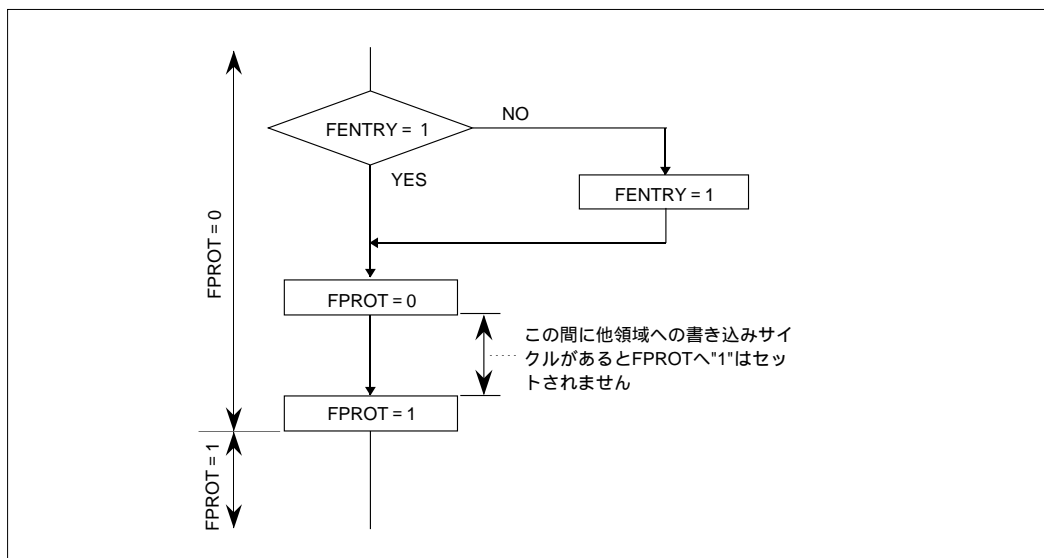 FENTRY = 1
NO
YES
FENTRY = 1
FPROT = 0
FPROT = 0
この間に他領域への書き込みサイ
クルがあるとFPROTへ"1"はセッ
トされません
FPROT = 1
FPROT = 1